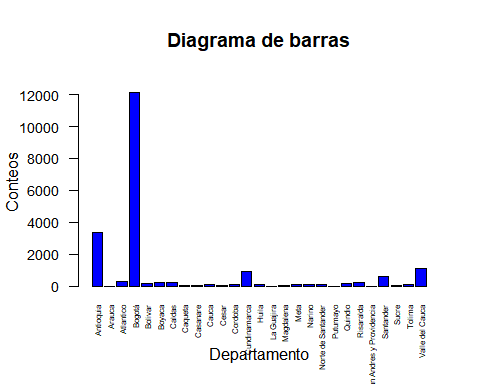 Diagrama de barras
Conteos
12000
10000
8000
6000
4000
2000
0
Antioquia
Arauca
Atlantico
Bogotá
Bolivar
Boyaca
Caldas
Caqueta
Casanare
Cauca
Cesar
Cordoba
Cundinamarca
Huila
La Guajira
Magdalena
Meta
Narino
Norte de Santander
Putumayo
Quindio
Risaralda
an Andres y Providencia
Santander
Sucre
Tolima
Valle del Cauca
Departamento